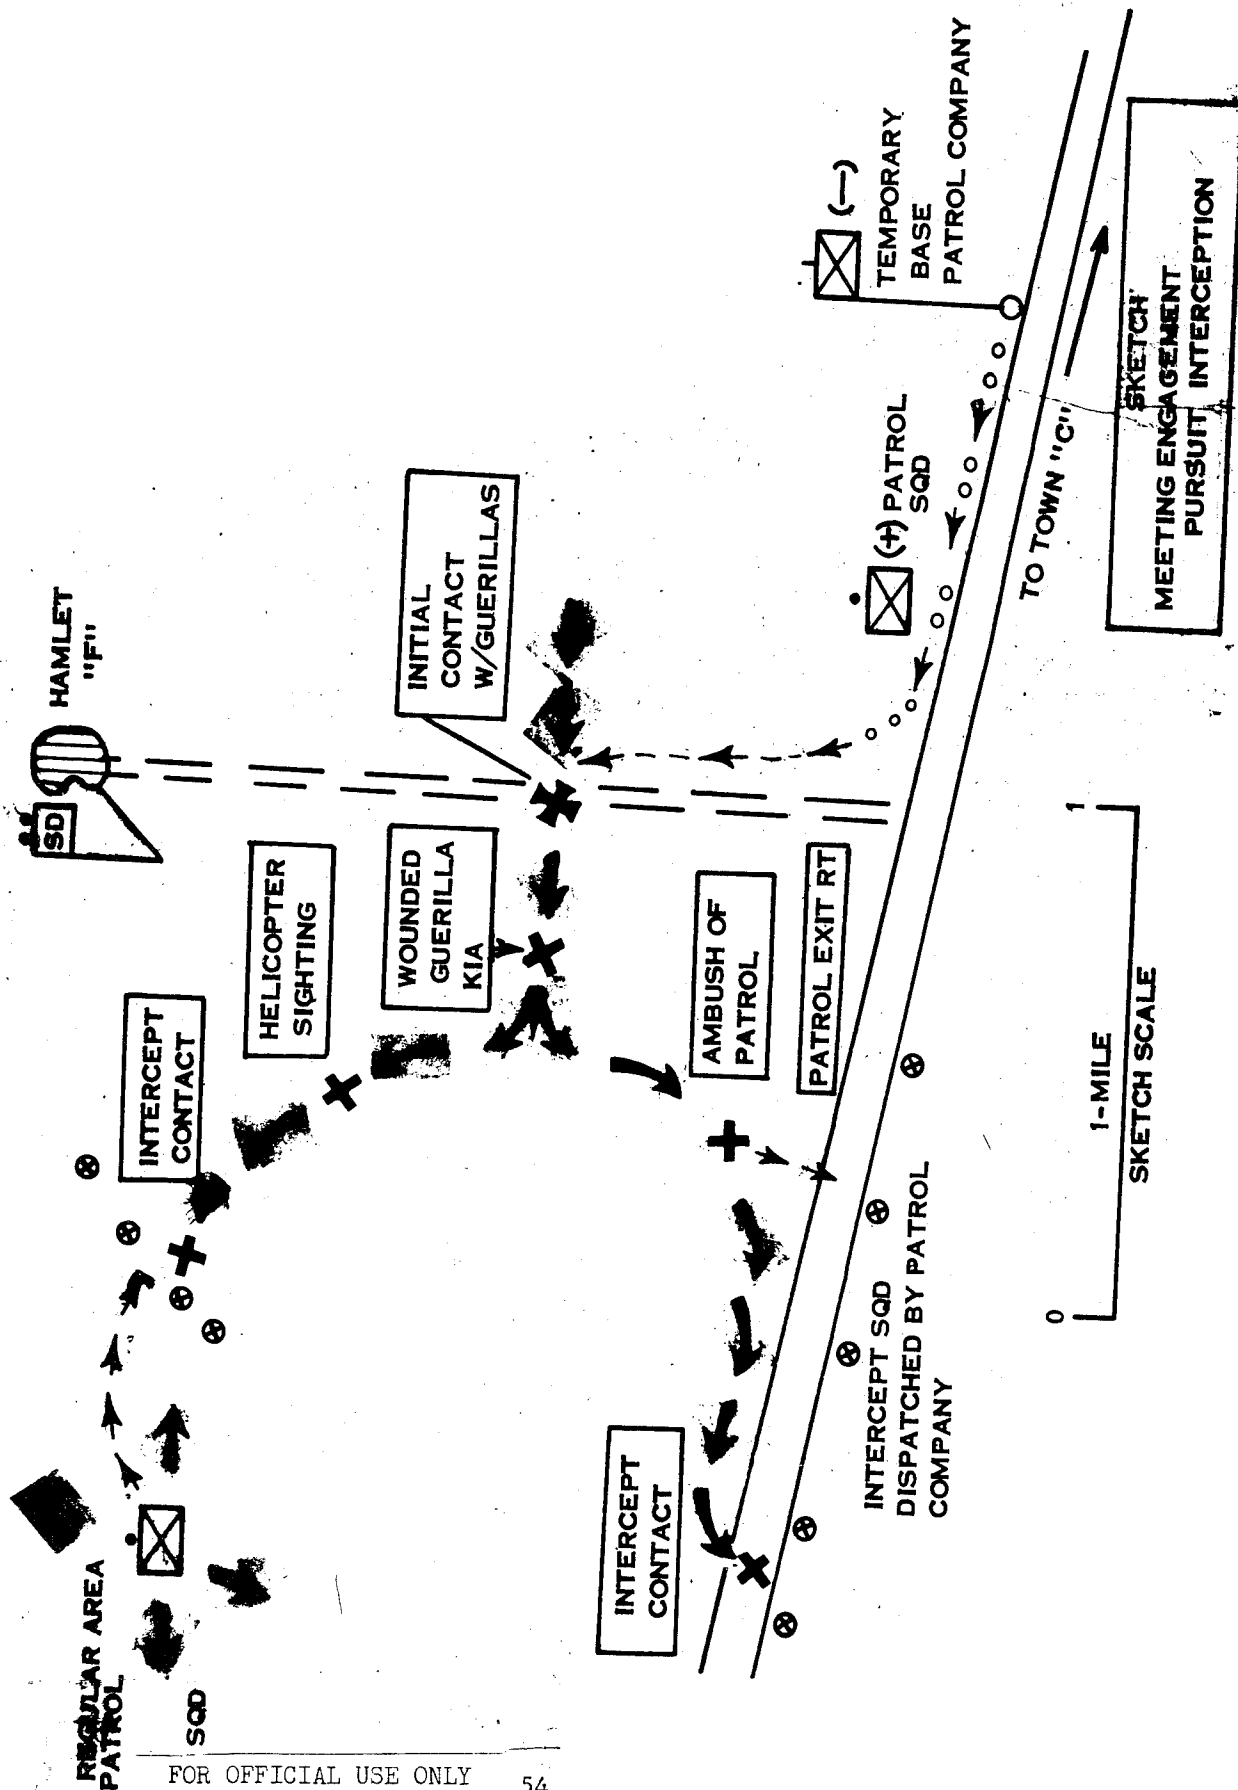 HAMLET
"F"
SD
INITIAL
CONTACT
W/GUERILLAS
(—)
TEMPORARY
BASE
PATROL COMPANY
(+) PATROL
SQD
TO TOWN "C"
SKETCH
MEETING ENGAGEMENT
PURSUIT INTERCEPTION
HELICOPTER
SIGHTING
WOUNDED
GUERILLA
KIA
AMBUSH OF
PATROL
PATROL EXIT RT
INTERCEPT
CONTACT
REGULAR AREA
PATROL
SQD
INTERCEPT
CONTACT
INTERCEPT SQD
DISPATCHED BY PATROL
COMPANY
0
1
1-MILE
SKETCH SCALE
FOR OFFICIAL USE ONLY
54